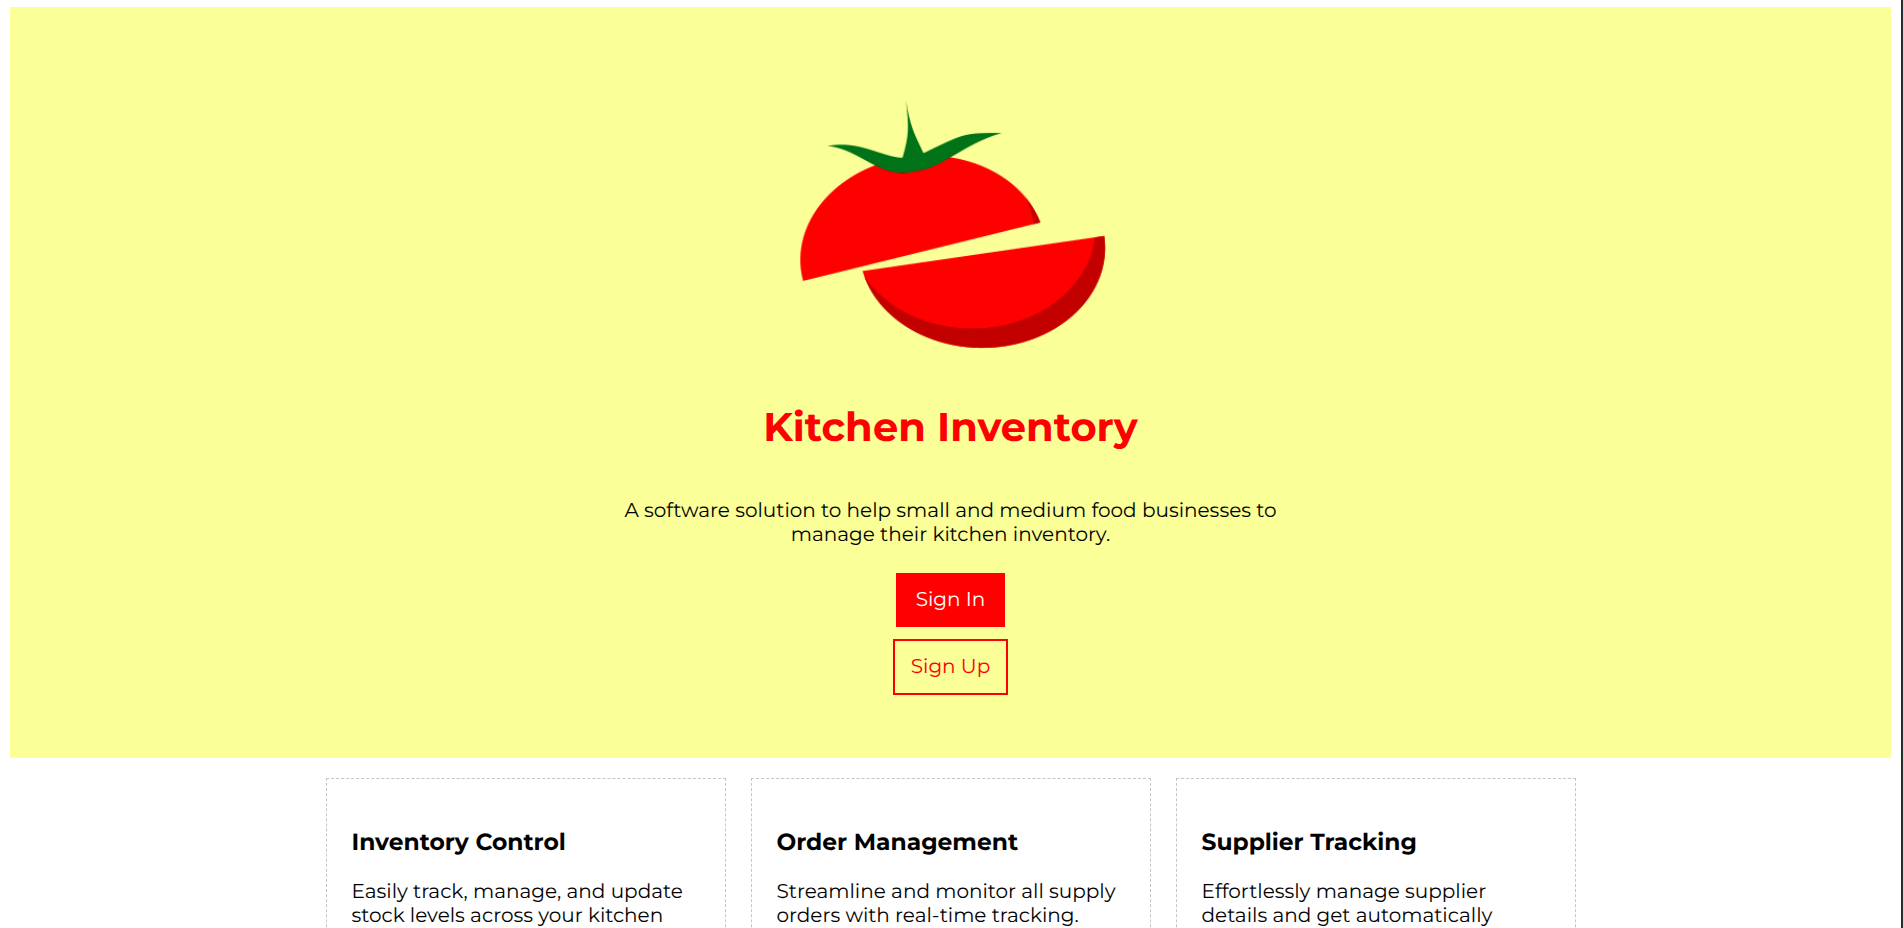 Kitchen Inventory
A software solution to help small and medium food businesses to
manage their kitchen inventory.
Sign In
Sign Up
Inventory Control
Easily track, manage, and update
stock levels across your kitchen
Order Management
Streamline and monitor all supply
orders with real-time tracking.
Supplier Tracking
Effortlessly manage supplier
details and get automatically